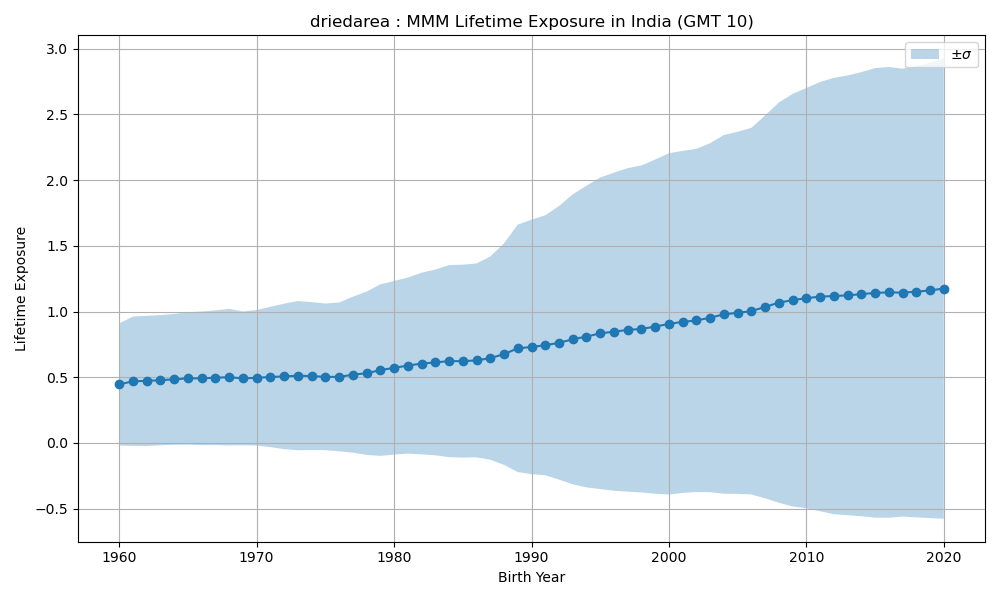 driedarea : MMM Lifetime Exposure in India (GMT 10)
±σ
3.0
2.5
2.0
1.5
1.0
0.5
0.0
−0.5
Lifetime Exposure
1960 1970 1980 1990 2000 2010 2020
Birth Year